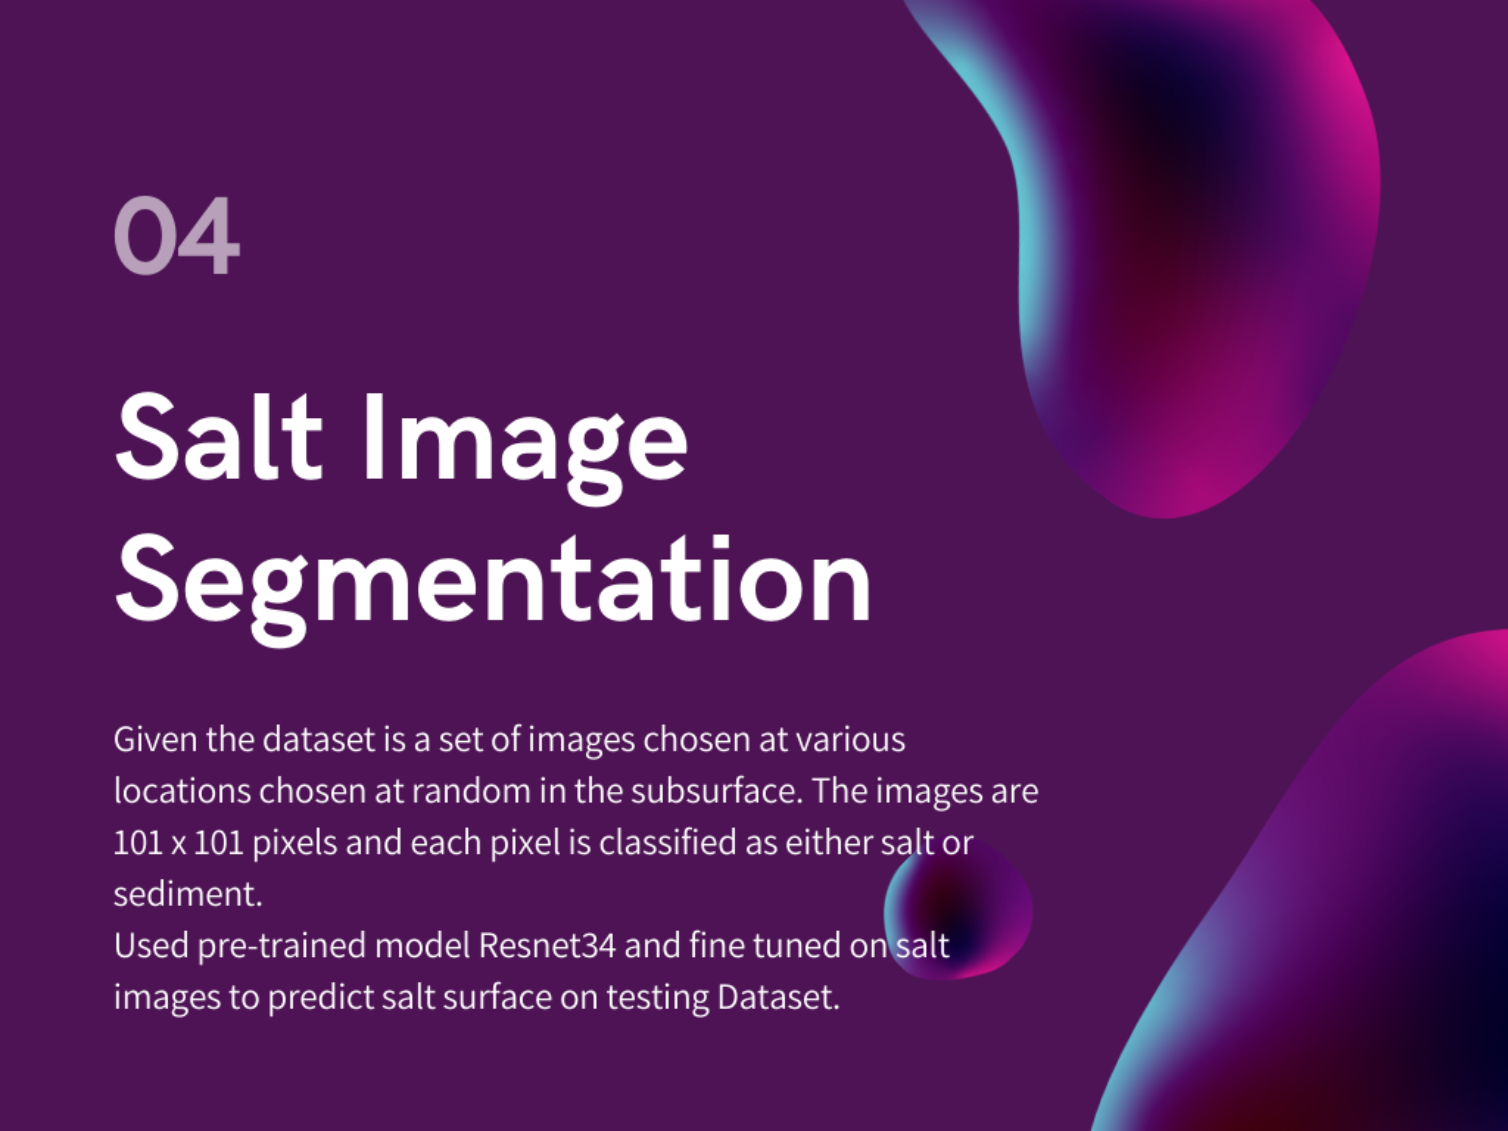 04
Salt Image
Segmentation
Given the dataset is a set of images chosen at various
locations chosen at random in the subsurface. The images are
101 x 101 pixels and each pixel is classified as either salt or
sediment.
Used pre-trained model Resnet34 and fine tuned on salt
images to predict salt surface on testing Dataset.